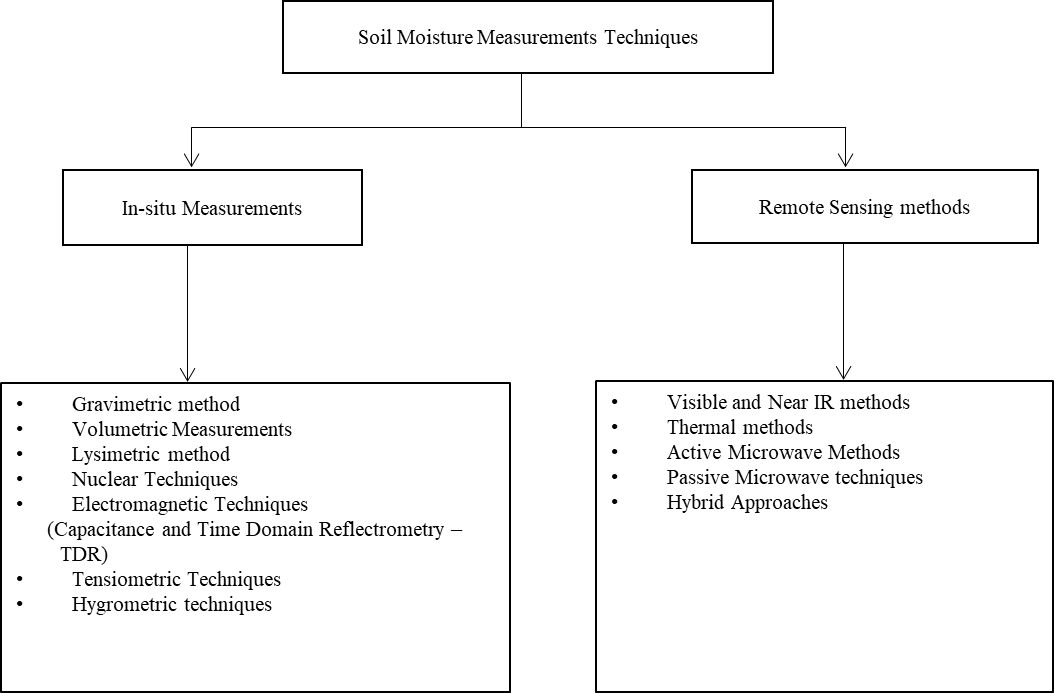 Soil Moisture Measurements Techniques
In-situ Measurements
Remote Sensing methods
• Gravimetric method
• Volumetric Measurements
• Lysimetric method
• Nuclear Techniques
• Electromagnetic Techniques
(Capacitance and Time Domain Reflectrometry –
TDR)
• Tensiometric Techniques
• Hygrometric techniques
• Visible and Near IR methods
• Thermal methods
• Active Microwave Methods
• Passive Microwave techniques
• Hybrid Approaches